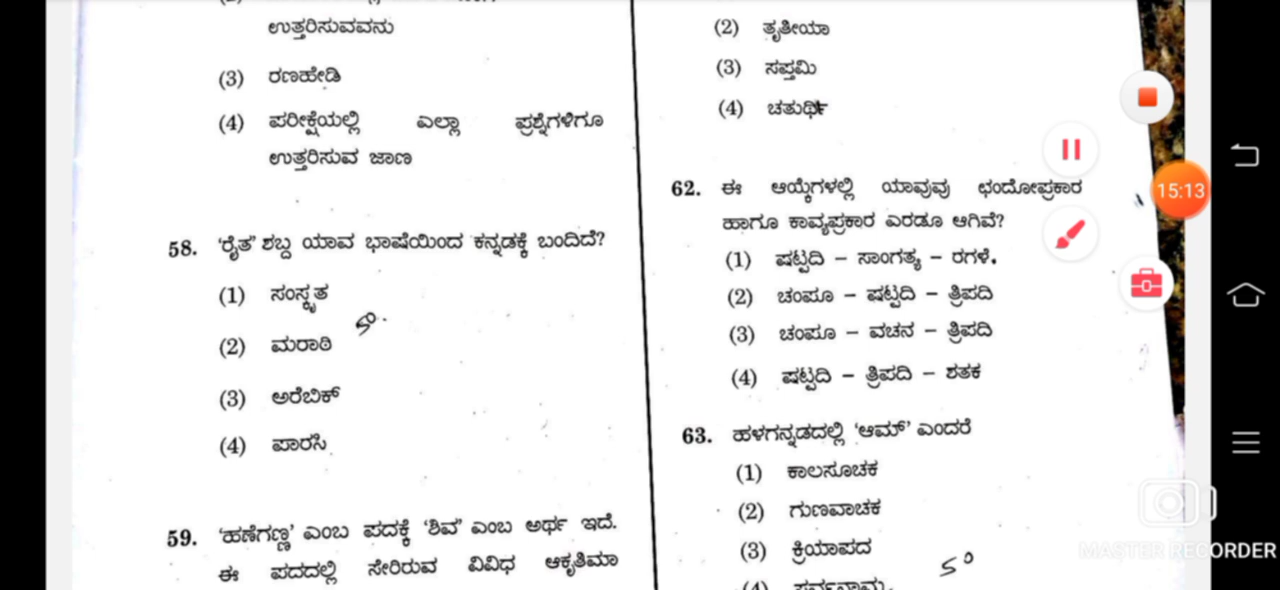 ಉತ್ತರಿಸುವವನು
(3) ರಣಹೇಡಿ
(4) ಪರೀಕ್ಷೆಯಲ್ಲಿ ಎಲ್ಲಾ ಪ್ರಶ್ನೆಗಳಿಗೂ
ಉತ್ತರಿಸುವ ಜಾಣ
58. ‘ರೈತ’ ಶಬ್ದ ಯಾವ ಭಾಷೆಯಿಂದ ಕನ್ನಡಕ್ಕೆ ಬಂದಿದೆ?
(1) ಸಂಸ್ಕೃತ
(2) ಮರಾಠಿ
(3) ಅರೆಬಿಕ್
(4) ಪಾರಸಿ
59. ‘ಹಣೆಗಣ್ಣ’ ಎಂಬ ಪದಕ್ಕೆ ‘ಶಿವ’ ಎಂಬ ಅರ್ಥ ಇದೆ.
ಈ ಪದದಲ್ಲಿ ಸೇರಿರುವ ವಿವಿಧ ಆಕೃತಿಮಾ
(2) ತೃತೀಯಾ
(3) ಸಪ್ತಮಿ
(4) ಚತುರ್ಥಿ
62. ಈ ಆಯ್ಕೆಗಳಲ್ಲಿ ಯಾವುವು ಛಂದೋಪ್ರಕಾರ
ಹಾಗೂ ಕಾವ್ಯಪ್ರಕಾರ ಎರಡೂ ಆಗಿವೆ?
(1) ಷಟ್ಪದಿ – ಸಾಂಗತ್ಯ – ರಗಳೆ.
(2) ಚಂಪೂ – ಷಟ್ಪದಿ – ತ್ರಿಪದಿ
(3) ಚಂಪೂ – ವಚನ – ತ್ರಿಪದಿ
(4) ಷಟ್ಪದಿ – ತ್ರಿಪದಿ – ಶತಕ
63. ಹಳಗನ್ನಡದಲ್ಲಿ ‘ಆಮ್’ ಎಂದರೆ
(1) ಕಾಲಸೂಚಕ
(2) ಗುಣವಾಚಕ
(3) ಕ್ರಿಯಾಪದ
(4) ಸರ್ವನಾಮ
15:13
MASTER RECORDER